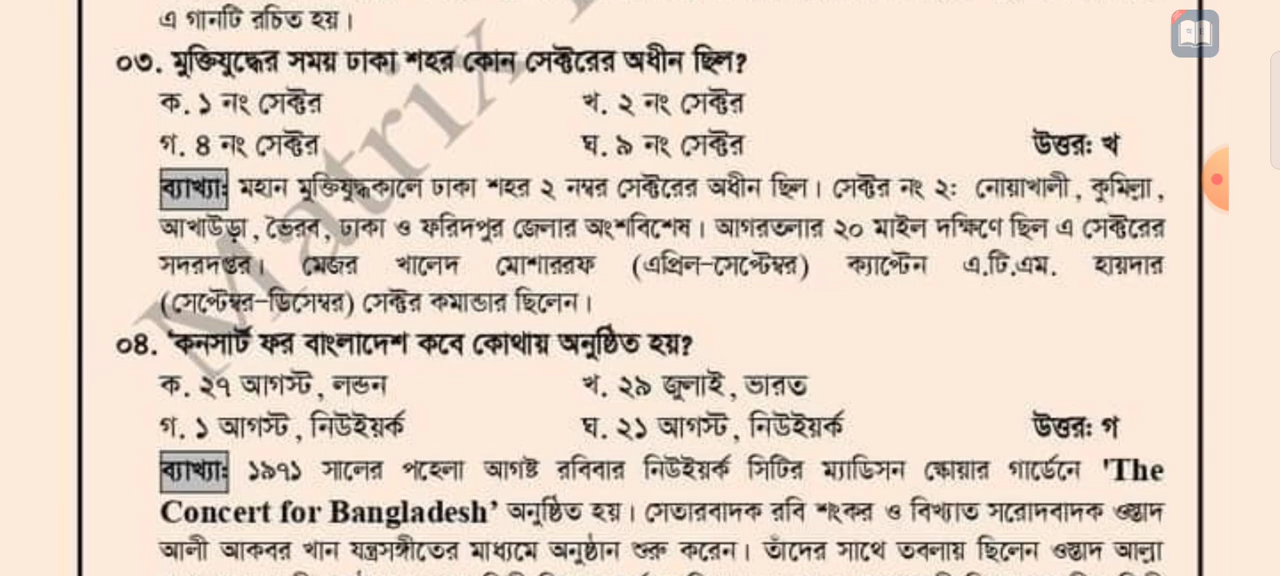 এ গানটি রচিত হয়।
০৩. মুক্তিযুদ্ধের সময় ঢাকা শহর কোন সেক্টরের অধীন ছিল?
ক. ১ নং সেক্টর খ. ২ নং সেক্টর
গ. ৪ নং সেক্টর ঘ. ৯ নং সেক্টর উত্তর: খ
ব্যাখ্যা: মহান মুক্তিযুদ্ধকালে ঢাকা শহর ২ নম্বর সেক্টরের অধীন ছিল। সেক্টর নং ২: নোয়াখালী, কুমিল্লা,
আখাউড়া, ভৈরব, ঢাকা ও ফরিদপুর জেলার অংশবিশেষ। আগরতলার ২০ মাইল দক্ষিণে ছিল এ সেক্টরের
সদরদপ্তর। মেজর খালেদ মোশাররফ (এপ্রিল-সেপ্টেম্বর) ক্যাপ্টেন এ.টি.এম. হায়দার
(সেপ্টেম্বর-ডিসেম্বর) সেক্টর কমান্ডার ছিলেন।
০৪. 'কনসার্ট ফর বাংলাদেশ কবে কোথায় অনুষ্ঠিত হয়?
ক. ২৭ আগস্ট, লন্ডন খ. ২৯ জুলাই, ভারত
গ. ১ আগস্ট, নিউইয়র্ক ঘ. ২১ আগস্ট, নিউইয়র্ক উত্তর: গ
ব্যাখ্যা: ১৯৭১ সালের পহেলা আগষ্ট রবিবার নিউইয়র্ক সিটির ম্যাডিসন স্কোয়ার গার্ডেনে 'The
Concert for Bangladesh' অনুষ্ঠিত হয়। সেতারবাদক রবি শংকর ও বিখ্যাত সরোদবাদক ওস্তাদ
আলী আকবর খান যন্ত্রসঙ্গীতের মাধ্যমে অনুষ্ঠান শুরু করেন। তাঁদের সাথে তবলায় ছিলেন ওস্তাদ আল্লা
Matrix